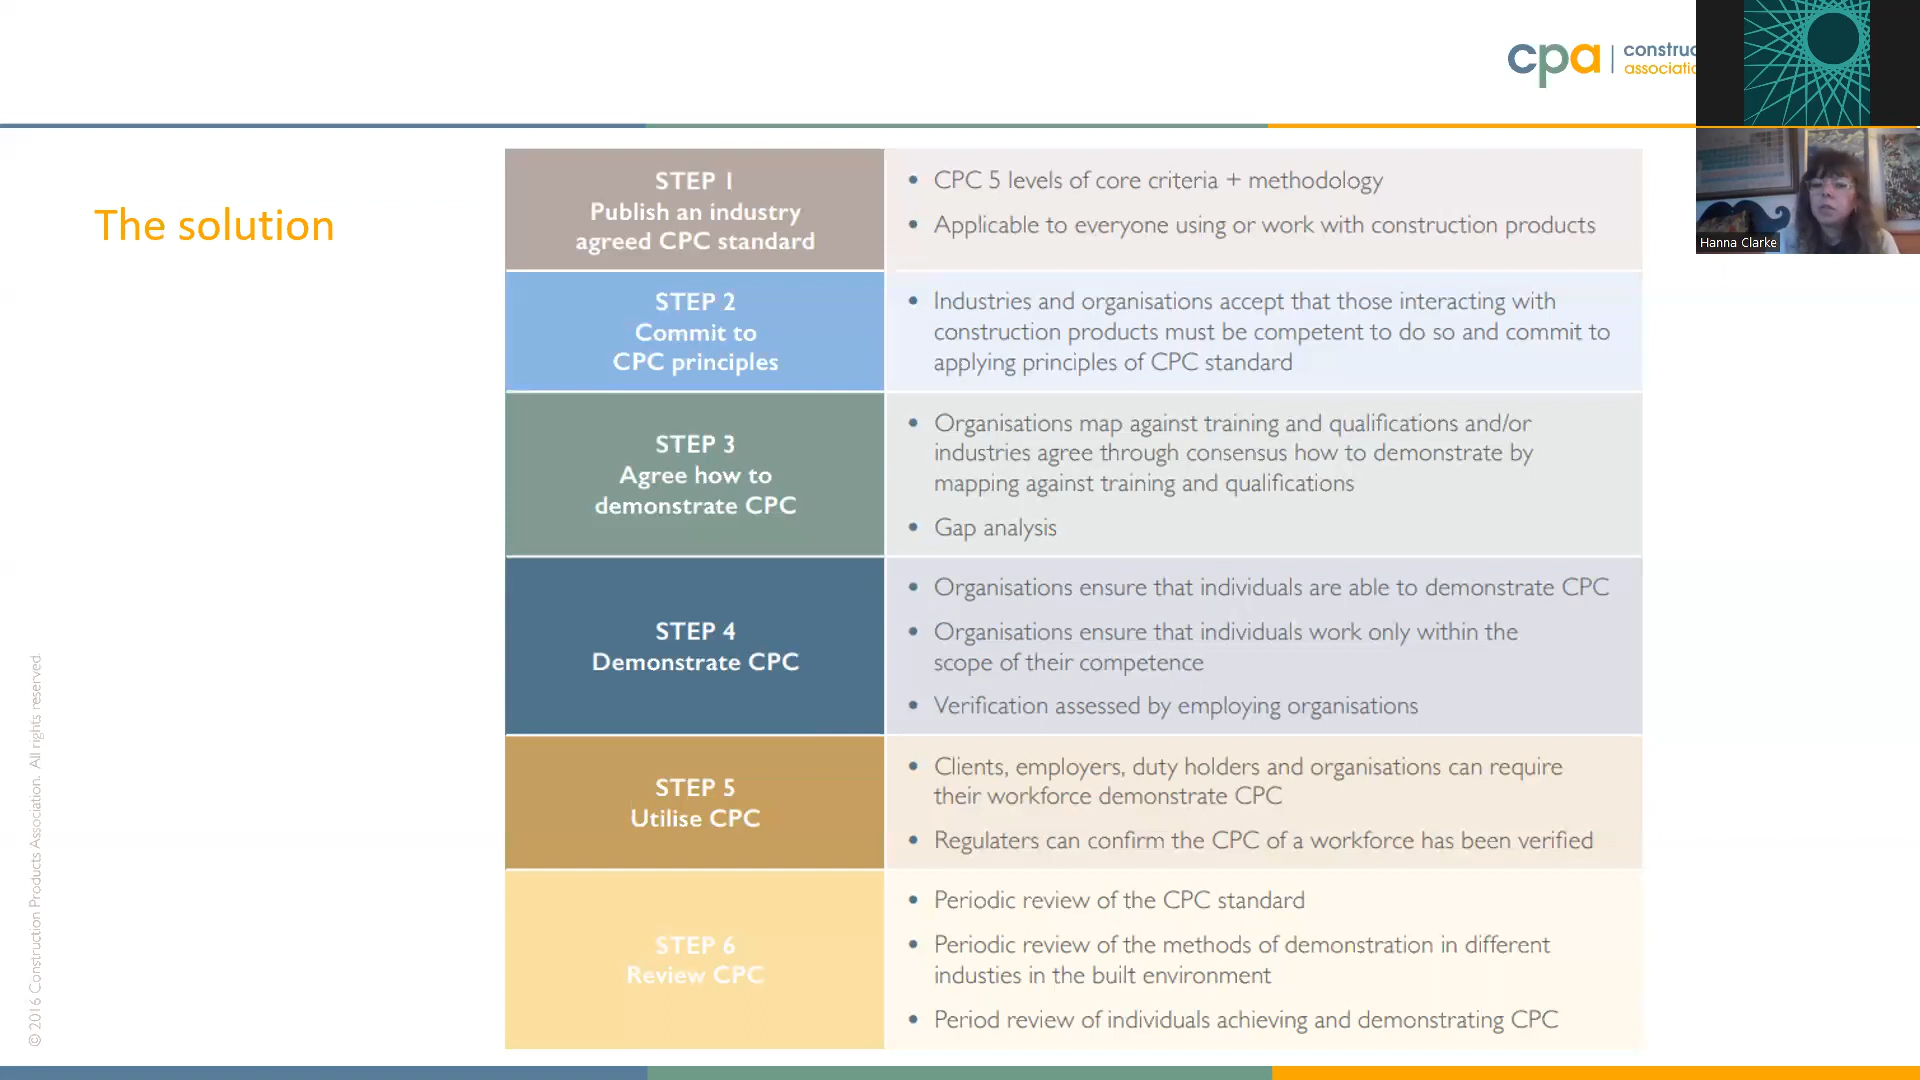 cpa
associati
Hanna Clarke
The solution
STEP 1
Publish an industry
agreed CPC standard
• CPC 5 levels of core criteria + methodology
• Applicable to everyone using or work with construction products
STEP 2
Commit to
CPC principles
• Industries and organisations accept that those interacting with
construction products must be competent to do so and commit to
applying principles of CPC standard
STEP 3
Agree how to
demonstrate CPC
• Organisations map against training and qualifications and/or
industries agree through consensus how to demonstrate by
mapping against training and qualifications
• Gap analysis
STEP 4
Demonstrate CPC
• Organisations ensure that individuals are able to demonstrate CPC
• Organisations ensure that individuals work only within the
scope of their competence
• Verification assessed by employing organisations
STEP 5
Utilise CPC
• Clients, employers, duty holders and organisations can require
their workforce demonstrate CPC
• Regulaters can confirm the CPC of a workforce has been verified
STEP 6
Review CPC
• Periodic review of the CPC standard
• Periodic review of the methods of demonstration in different
industies in the built environment
• Period review of individuals achieving and demonstrating CPC
© 2016 Construction Products Association. All rights reserved.